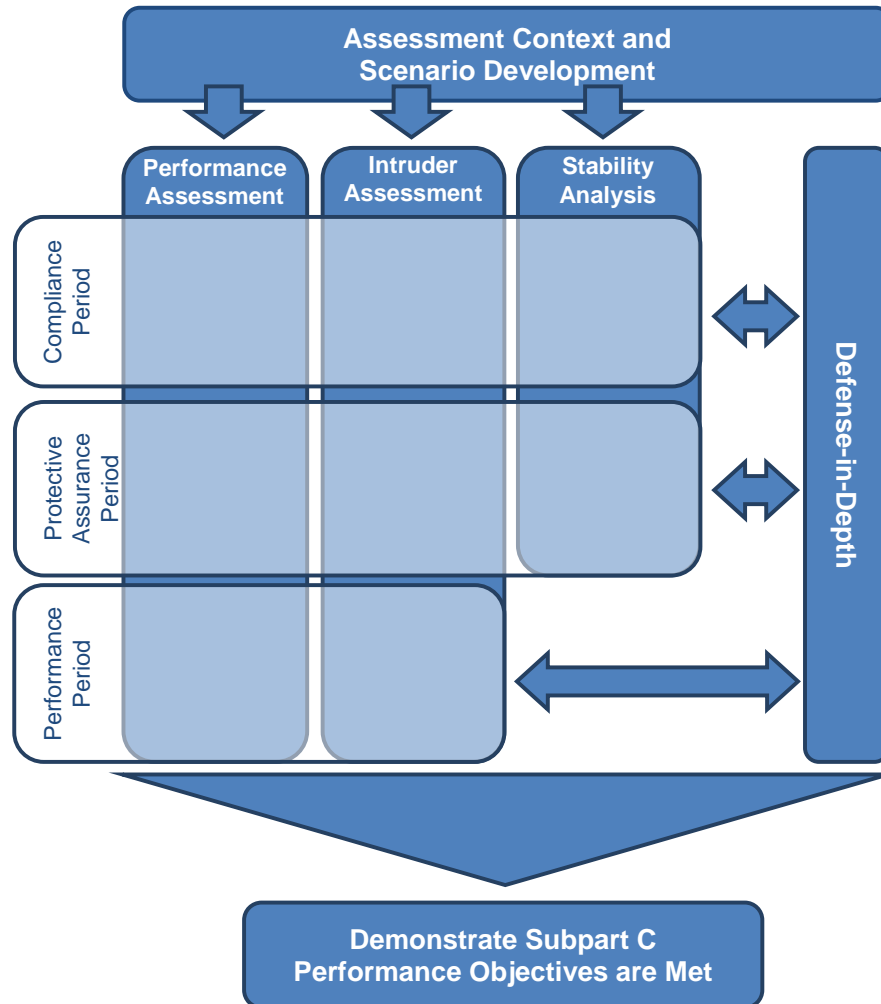 Assessment Context and
Scenario Development
Performance
Assessment
Intruder
Assessment
Stability
Analysis
Compliance
Period
Protective
Assurance
Period
Performance
Period
Defense-in-Depth
Demonstrate Subpart C
Performance Objectives are Met